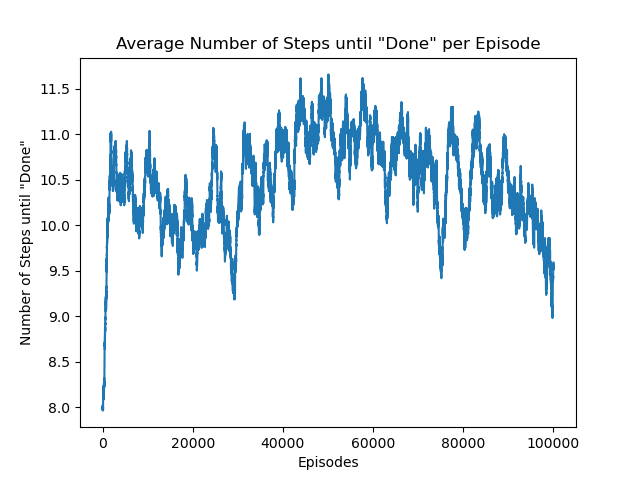 Average Number of Steps until "Done" per Episode
Number of Steps until "Done"
11.5
11.0
10.5
10.0
9.5
9.0
8.5
8.0
0 20000 40000 60000 80000 100000
Episodes